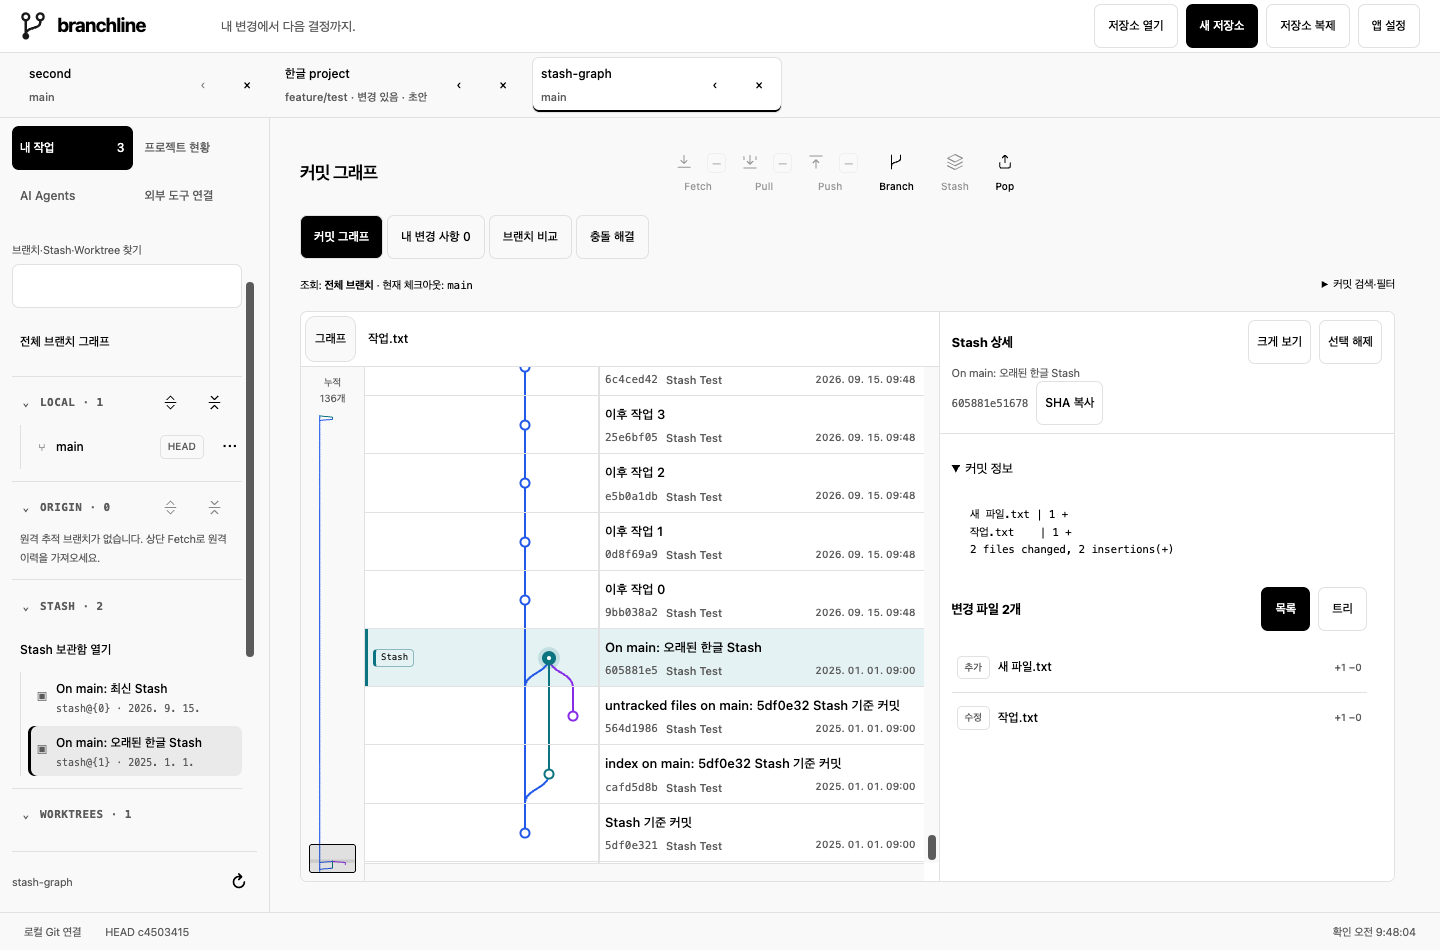 branchline
내 변경에서 다음 결정까지.
저장소 열기
새 저장소
저장소 복제
앱 설정
second
main
‹
×
한글 project
feature/test · 변경 있음 · 초안
‹
×
stash-graph
main
‹
×
내 작업 3
프로젝트 현황
AI Agents
외부 도구 연결
브랜치·Stash·Worktree 찾기
전체 브랜치 그래프
LOCAL · 1
main HEAD ...
ORIGIN · 0
원격 추적 브랜치가 없습니다. 상단 Fetch로 원격
이력을 가져오세요.
STASH · 2
Stash 보관함 열기
On main: 최신 Stash
stash@{0} · 2026. 9. 15.
On main: 오래된 한글 Stash
stash@{1} · 2025. 1. 1.
WORKTREES · 1
stash-graph
커밋 그래프
Fetch
Pull
Push
Branch
Stash
Pop
커밋 그래프
내 변경 사항 0
브랜치 비교
충돌 해결
조회: 전체 브랜치 · 현재 체크아웃: main
▶ 커밋 검색·필터
그래프
작업.txt
누적
136개
6c4ced42 Stash Test 2026. 09. 15. 09:48
이후 작업 3
25e6bf05 Stash Test 2026. 09. 15. 09:48
이후 작업 2
e5b0a1db Stash Test 2026. 09. 15. 09:48
이후 작업 1
0d8f69a9 Stash Test 2026. 09. 15. 09:48
이후 작업 0
9bb038a2 Stash Test 2026. 09. 15. 09:48
Stash
On main: 오래된 한글 Stash
605881e5 Stash Test 2025. 01. 01. 09:00
untracked files on main: 5df0e32 Stash 기준 커밋
564d1986 Stash Test 2025. 01. 01. 09:00
index on main: 5df0e32 Stash 기준 커밋
cafd5d8b Stash Test 2025. 01. 01. 09:00
Stash 기준 커밋
5df0e321 Stash Test 2025. 01. 01. 09:00
Stash 상세
크게 보기
선택 해제
On main: 오래된 한글 Stash
605881e51678
SHA 복사
▼ 커밋 정보
새 파일.txt | 1 +
작업.txt | 1 +
2 files changed, 2 insertions(+)
변경 파일 2개
목록
트리
추가 새 파일.txt +1 −0
수정 작업.txt +1 −0
로컬 Git 연결
HEAD c4503415
확인 오전 9:48:04